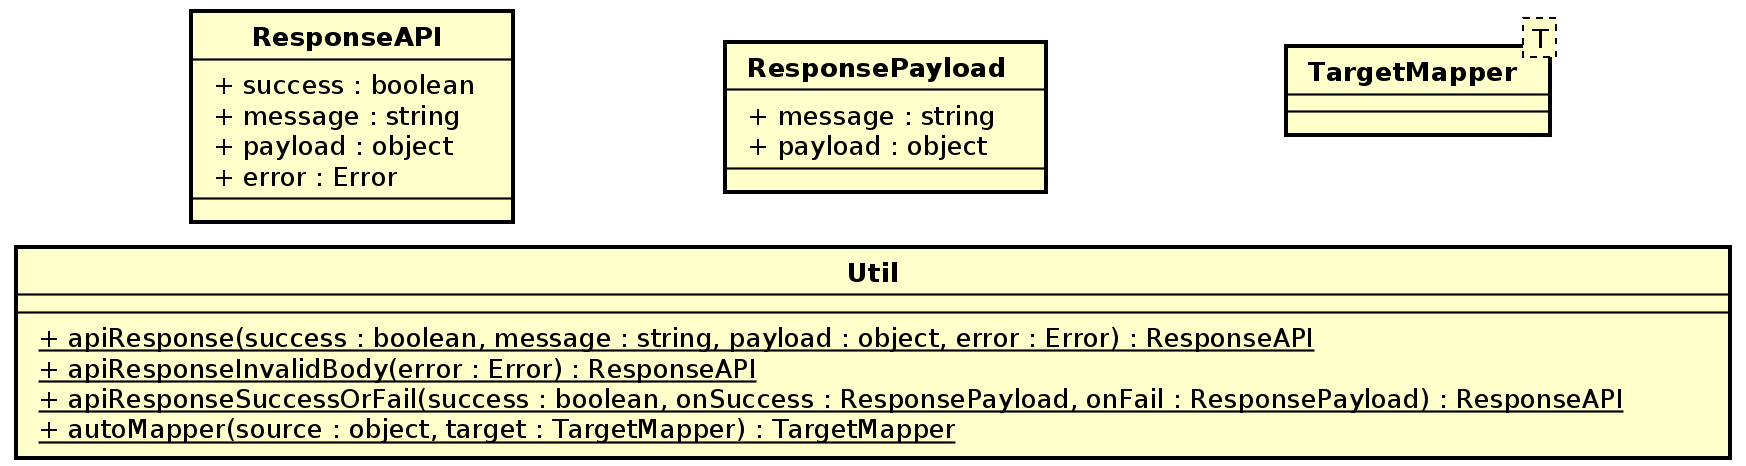 ResponseAPI
+ success : boolean
+ message : string
+ payload : object
+ error : Error
ResponsePayload
+ message : string
+ payload : object
T
TargetMapper
Util
+ apiResponse(success : boolean, message : string, payload : object, error : Error) : ResponseAPI
+ apiResponseInvalidBody(error : Error) : ResponseAPI
+ apiResponseSuccessOrFail(success : boolean, onSuccess : ResponsePayload, onFail : ResponsePayload) : ResponseAPI
+ autoMapper(source : object, target : TargetMapper) : TargetMapper